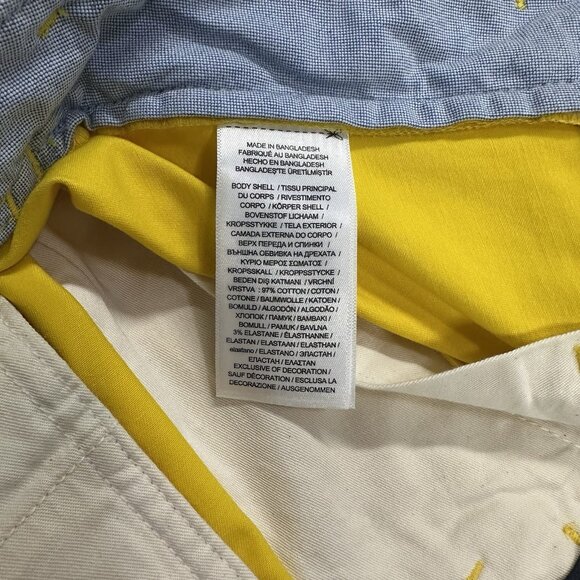 MADE IN BANGLADESH
FABRIQUÉ AU BANGLADESH
HECHO EN BANGLADESH
BANGLADEŞ'TE ÜRETİLMİŞTİR
BODY SHELL / TISSU PRINCIPAL
DU CORPS / RIVESTIMENTO
CORPO / KÖRPER SHELL /
BOVENSTOF LICHAAM /
KROPSSTYKKE / TELA EXTERIOR /
CAMADA EXTERNA DO CORPO /
ВЕРХ ПЕРЕДА И СПИНКИ /
ВЪНШНА ОБВИВКА НА ДРЕХАТА /
ΚΥΡΙΟ ΜΕΡΟΣ ΣΩΜΑΤΟΣ /
KROPPSKALL / KROPPSSTYCKE /
BEDEN DIŞ KATMANI / VRCHNÍ
VRSTVA : 97% COTTON / COTON /
COTONE / BAUMWOLLE / KATOEN /
BOMULD / ALGODÓN / ALGODÃO /
ХЛОПОК / ПАМУК / ΒΑΜΒΑΚΙ /
BOMULL / PAMUK / BAVLNA
3% ELASTANE / ÉLASTHANNE /
ELASTAN / ELASTAAN / ELASTHAN /
elastano / ELASTANO / ЭЛАСТАН /
ЕЛАСТАН / ΕΛΑΣΤΑΝ
EXCLUSIVE OF DECORATION /
SAUF DÉCORATION / ESCLUSA LA
DECORAZIONE / AUSGENOMMEN